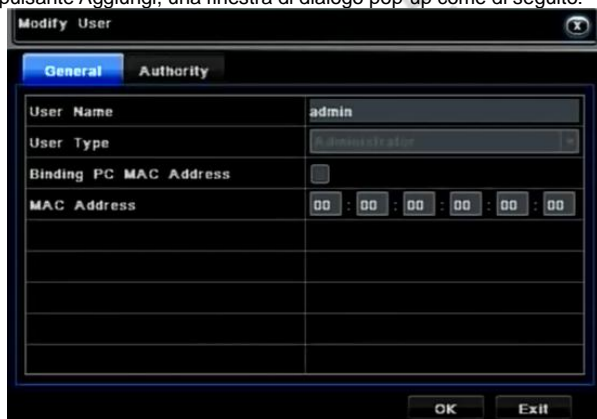 pulsante Aggiungi, una finestra di dialogo pop-up come di seguito.
Modify User X
General Authority
User Name admin
User Type Administrator
Binding PC MAC Address
MAC Address 00 : 00 : 00 : 00 : 00 : 00
OK Exit